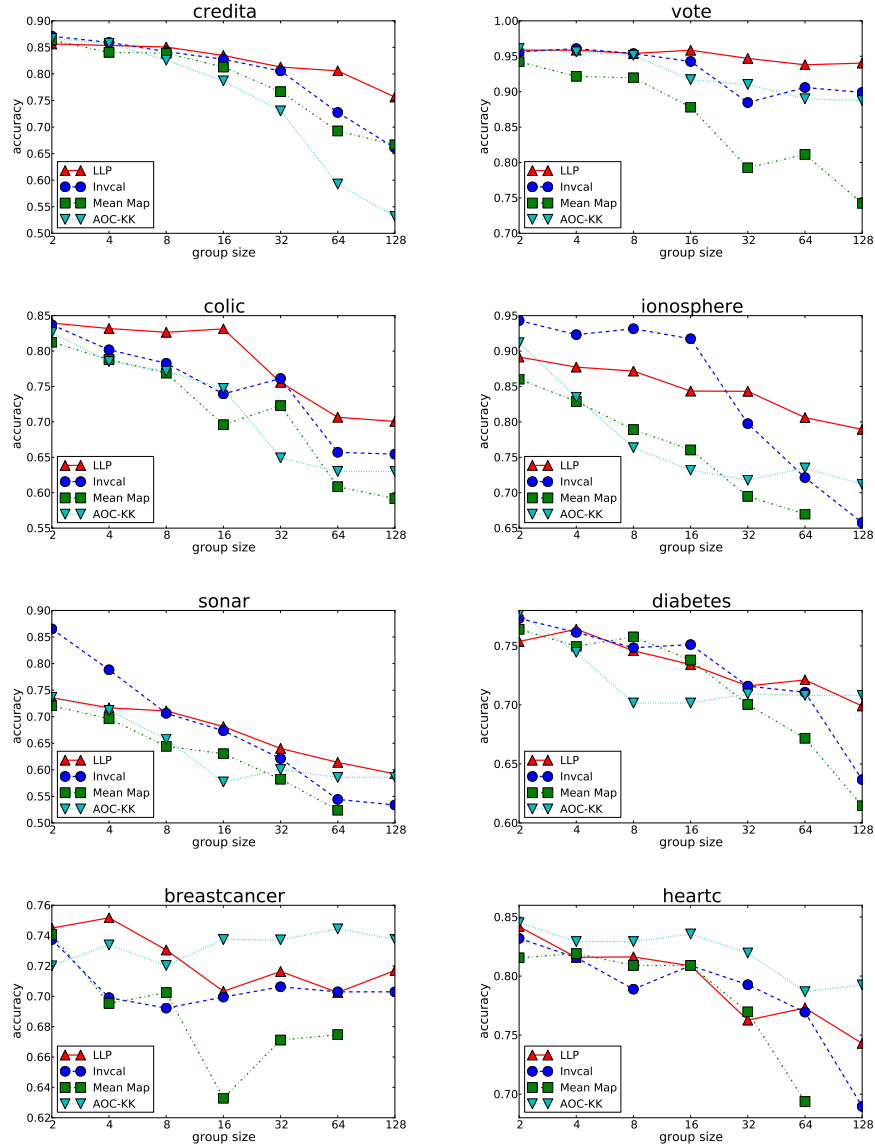 credita
accuracy
0.90
0.85
0.80
0.75
0.70
0.65
0.60
0.55
0.50
LLP
Invcal
Mean Map
AOC-KK
2 4 8 16 32 64 128
group size
vote
accuracy
1.00
0.95
0.90
0.85
0.80
0.75
0.70
LLP
Invcal
Mean Map
AOC-KK
2 4 8 16 32 64 128
group size
colic
accuracy
0.85
0.80
0.75
0.70
0.65
0.60
0.55
LLP
Invcal
Mean Map
AOC-KK
2 4 8 16 32 64 128
group size
ionosphere
accuracy
0.95
0.90
0.85
0.80
0.75
0.70
0.65
LLP
Invcal
Mean Map
AOC-KK
2 4 8 16 32 64 128
group size
sonar
accuracy
0.90
0.85
0.80
0.75
0.70
0.65
0.60
0.55
0.50
LLP
Invcal
Mean Map
AOC-KK
2 4 8 16 32 64 128
group size
diabetes
accuracy
0.75
0.70
0.65
0.60
LLP
Invcal
Mean Map
AOC-KK
2 4 8 16 32 64 128
group size
breastcancer
accuracy
0.76
0.74
0.72
0.70
0.68
0.66
0.64
0.62
LLP
Invcal
Mean Map
AOC-KK
2 4 8 16 32 64 128
group size
heartc
accuracy
0.85
0.80
0.75
0.70
LLP
Invcal
Mean Map
AOC-KK
2 4 8 16 32 64 128
group size